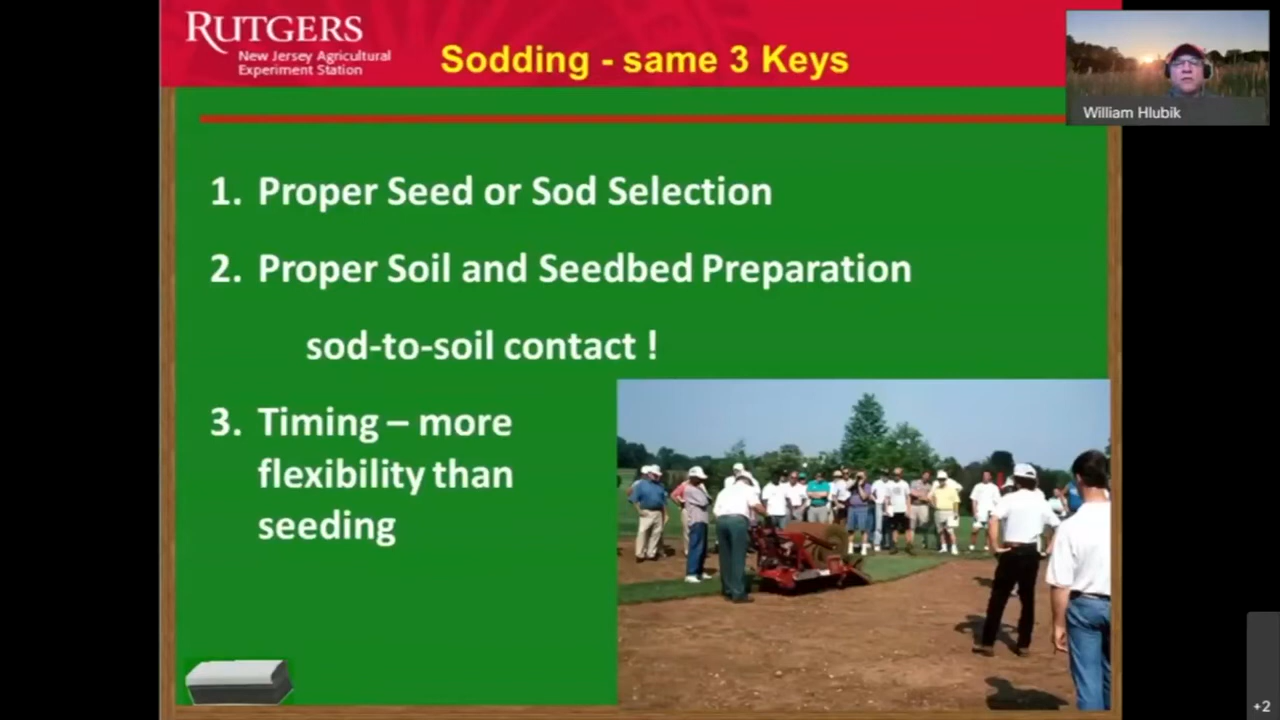 RUTGERS
New Jersey Agricultural
Experiment Station
Sodding - same 3 Keys
William Hlubik
1. Proper Seed or Sod Selection
2. Proper Soil and Seedbed Preparation
sod-to-soil contact !
3. Timing – more
flexibility than
seeding
+2